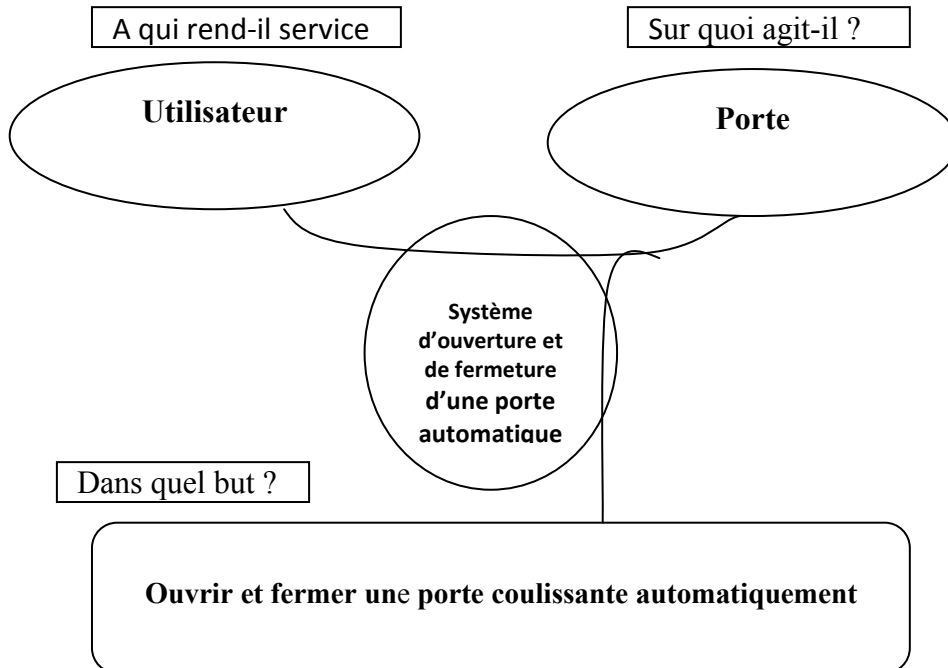 A qui rend-il service
Sur quoi agit-il ?
Utilisateur
Porte
Système
d’ouverture et
de fermeture
d’une porte
automatique
Dans quel but ?
Ouvrir et fermer une porte coulissante automatiquement